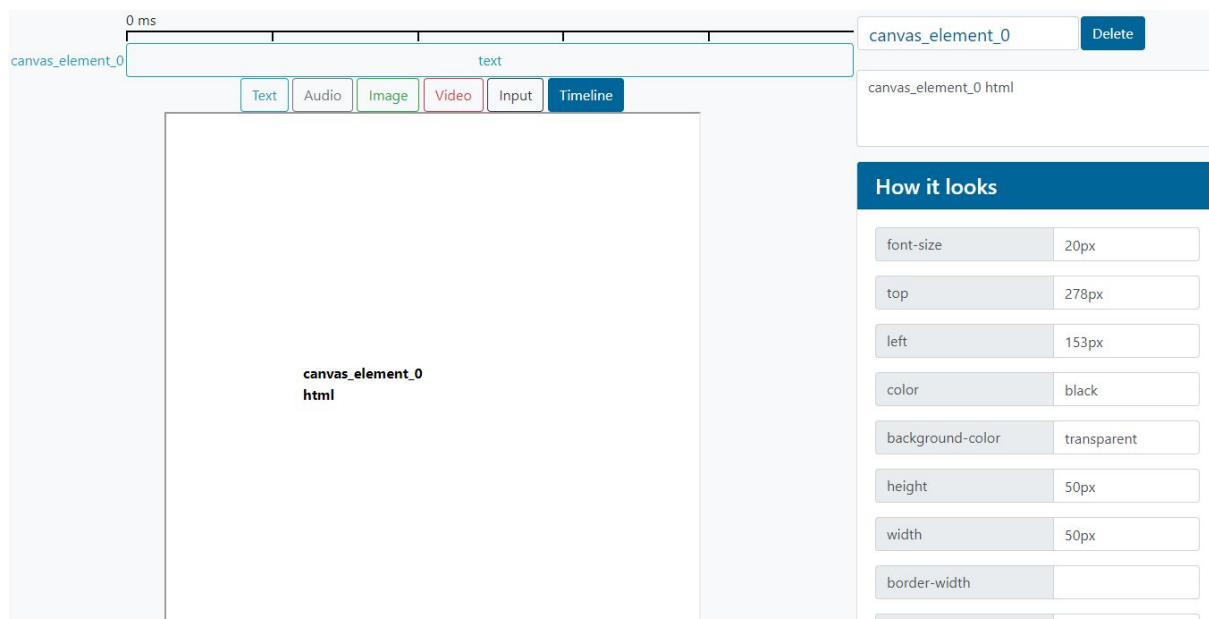 0 ms
canvas_element_0
text
Text
Audio
Image
Video
Input
Timeline
canvas_element_0
html
canvas_element_0
Delete
canvas_element_0 html
How it looks
font-size 20px
top 278px
left 153px
color black
background-color transparent
height 50px
width 50px
border-width